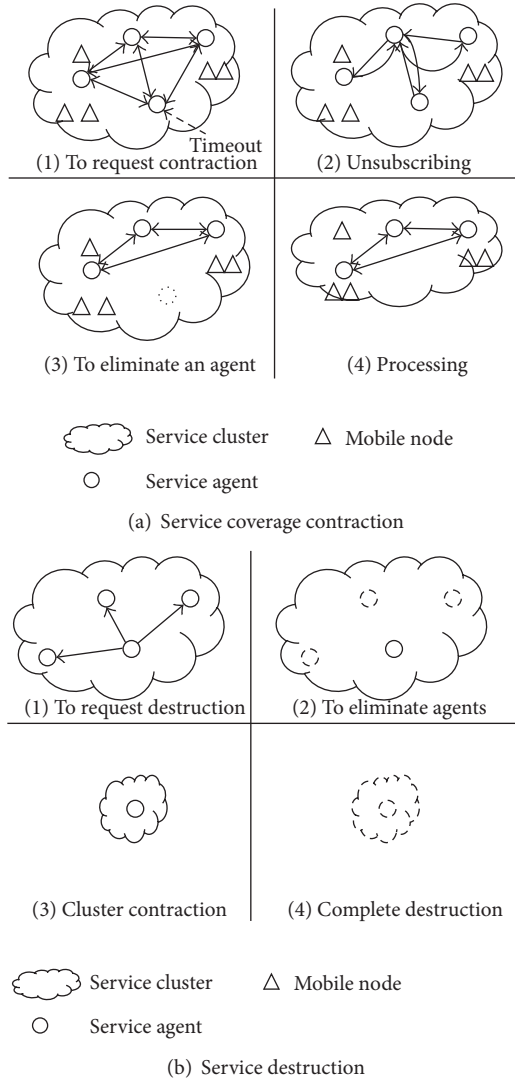 Timeout
(1) To request contraction
(2) Unsubscribing
(3) To eliminate an agent
(4) Processing
Service cluster
Mobile node
Service agent
(a) Service coverage contraction
(1) To request destruction
(2) To eliminate agents
(3) Cluster contraction
(4) Complete destruction
Service cluster
Mobile node
Service agent
(b) Service destruction